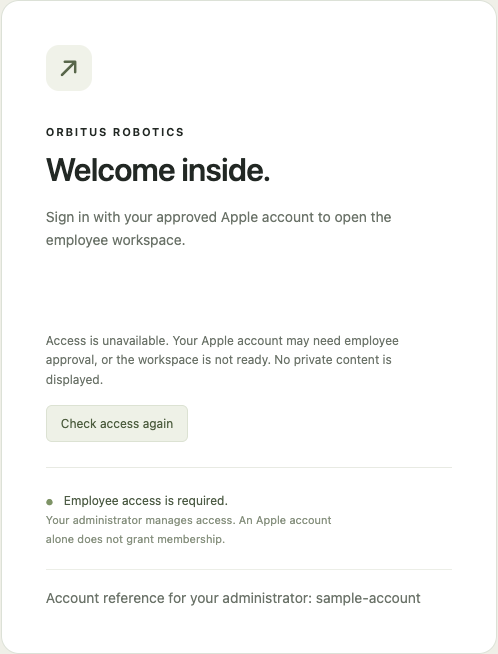 ORBITUS ROBOTICS
Welcome inside.
Sign in with your approved Apple account to open the
employee workspace.
Access is unavailable. Your Apple account may need employee
approval, or the workspace is not ready. No private content is
displayed.
Check access again
Employee access is required.
Your administrator manages access. An Apple account
alone does not grant membership.
Account reference for your administrator: sample-account